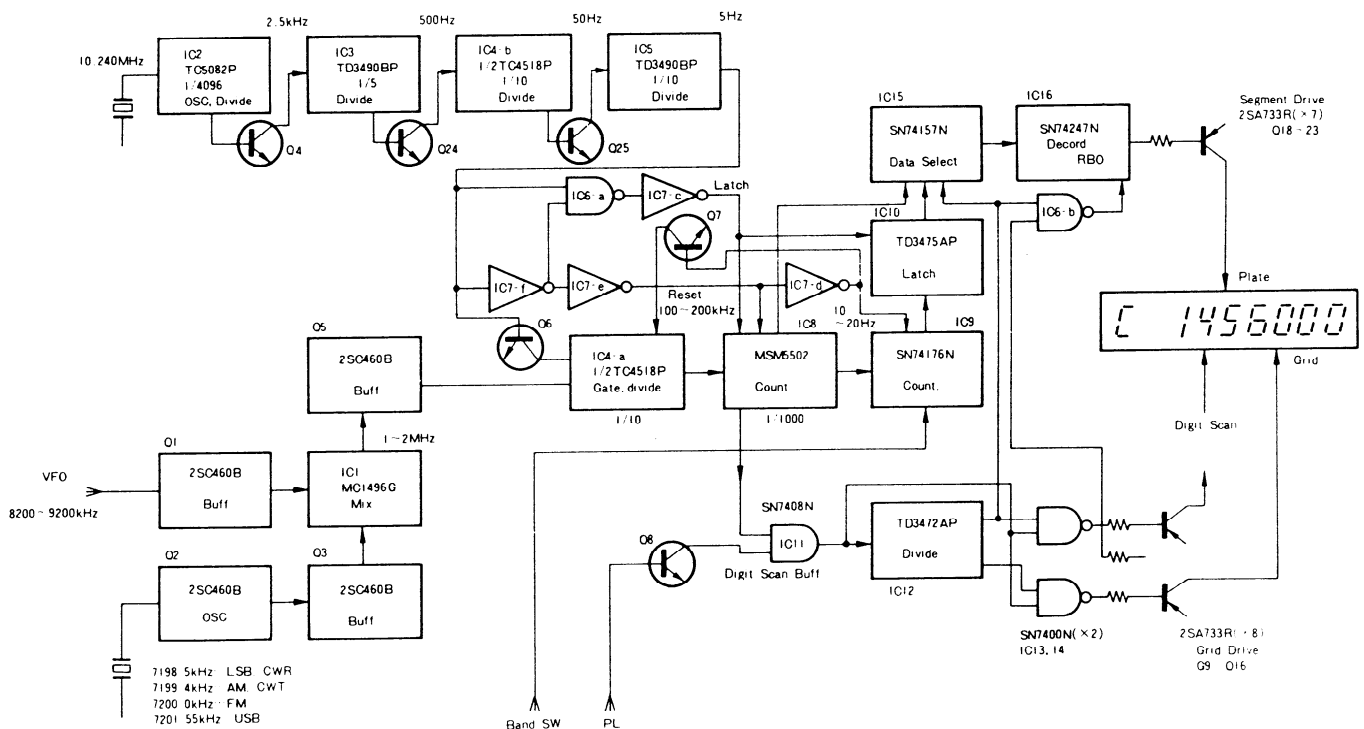 2.5kHz
500Hz
50Hz
5Hz
10.240MHz
IC2
TC5082P
1/4096
OSC, Divide
IC3
TD3490BP
1/5
Divide
IC4-b
1/2TC4518P
1/10
Divide
IC5
TD3490BP
1/10
Divide
Q4
Q24
Q25
IC15
SN74157N
Data Select
IC16
SN74247N
Decord
RBO
Segment Drive
2SA733R(×7)
Q18~23
IC6-a
IC7-c
Latch
Q7
IC10
TD3475AP
Latch
IC6-b
IC7-f
IC7-e
IC7-d
Reset
100~200kHz
10
~20Hz
Plate
C 1456000
Grid
Q6
Q5
2SC460B
Buff
IC4-a
1/2TC4518P
Gate, divide
1/10
IC8
MSM5502
Count
1/1000
IC9
SN74176N
Count.
Digit Scan
1~2MHz
Q1
2SC460B
Buff
IC1
MC1496G
Mix
VFO
8200~9200kHz
Q2
2SC460B
OSC
Q3
2SC460B
Buff
SN7408N
IC11
Digit Scan Buff
Q8
TD3472AP
Divide
IC12
SN7400N(×2)
IC13, 14
2SA733R(×8)
Grid Drive
G9 Q16
7198 5kHz LSB. CWR
7199 4kHz AM. CWT
7200 0kHz FM
7201 55kHz USB
Band SW
PL